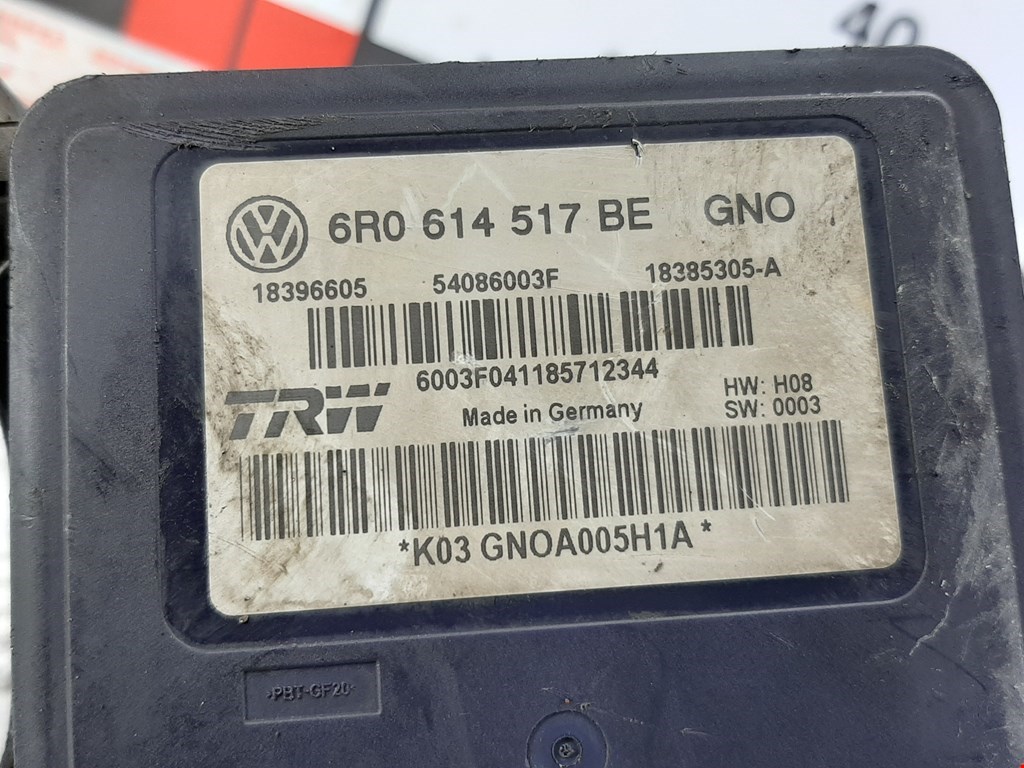 40
6R0 614 517 BE GNO
18396605 54086003F 18385305-A
6003F041185712344
TRW
Made in Germany
HW: H08
SW: 0003
*K03 GNOA005H1A*
>PBT-GF20<